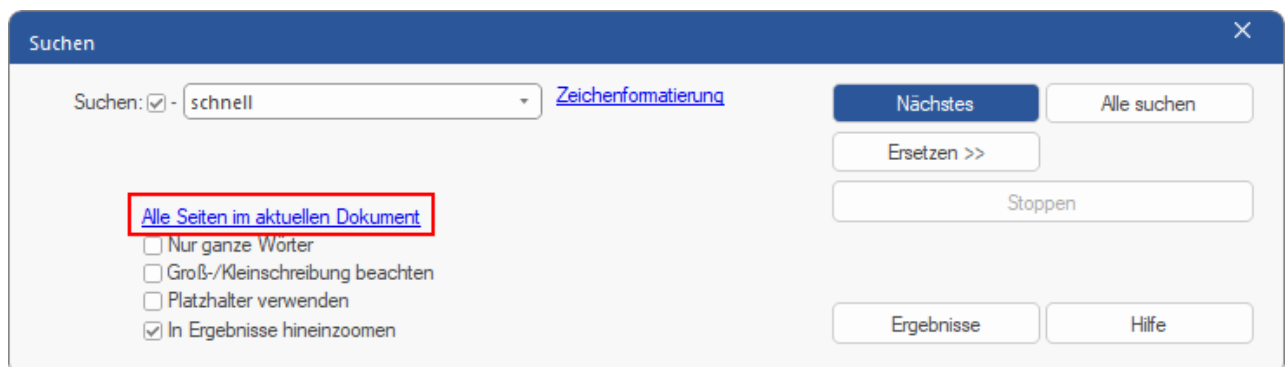 Suchen
Suchen: - schnell Zeichenformatierung Nächstes Alle suchen
Ersetzen >>
Stoppen
Alle Seiten im aktuellen Dokument
Nur ganze Wörter
Groß-/Kleinschreibung beachten
Platzhalter verwenden
In Ergebnisse hineinzoomen
Ergebnisse Hilfe